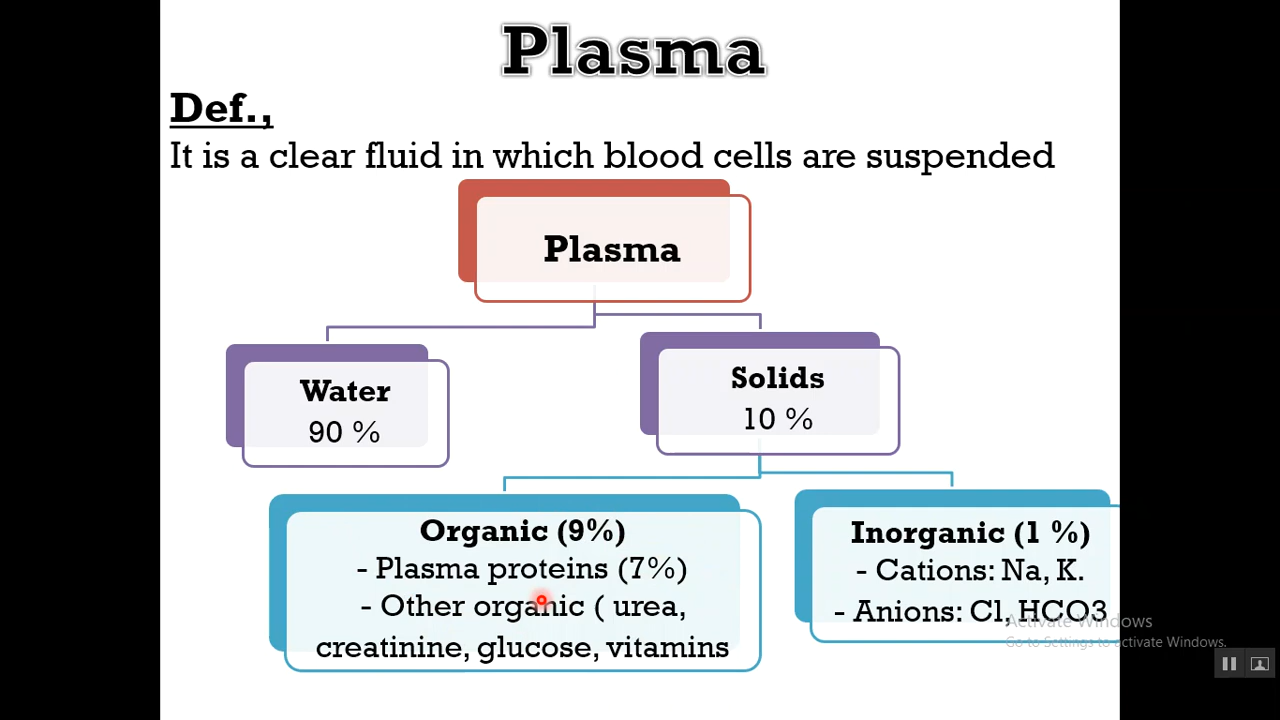 Plasma
Def.,
It is a clear fluid in which blood cells are suspended
Plasma
Water
90 %
Solids
10 %
Organic (9%)
- Plasma proteins (7%)
- Other organic ( urea,
creatinine, glucose, vitamins
Inorganic (1 %)
- Cations: Na, K.
- Anions: Cl, HCO3
Activate Windows
Go to Settings to activate Windows.